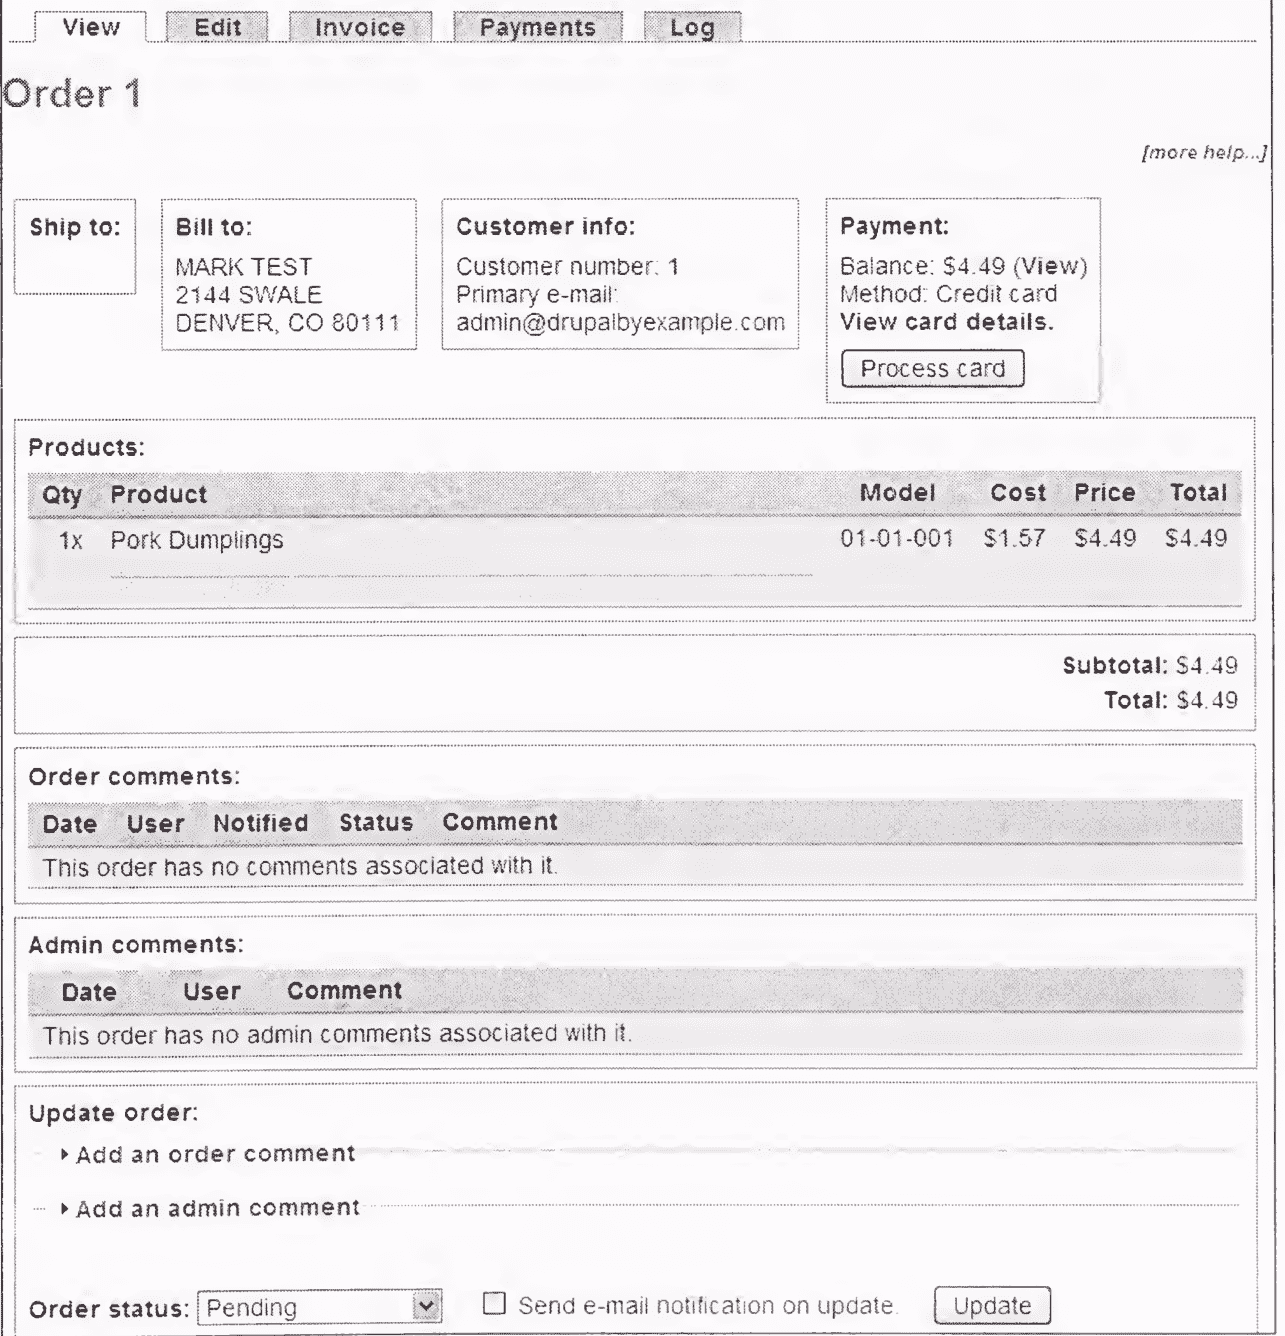 View Edit Invoice Payments Log
Order 1
[more help...]
Ship to:
Bill to:
MARK TEST
2144 SWALE
DENVER, CO 80111
Customer info:
Customer number: 1
Primary e-mail:
admin@drupalbyexample.com
Payment:
Balance: $4.49 (View)
Method: Credit card
View card details.
Process card
Products:
Qty Product Model Cost Price Total
1x Pork Dumplings 01-01-001 $1.57 $4.49 $4.49
Subtotal: $4.49
Total: $4.49
Order comments:
Date User Notified Status Comment
This order has no comments associated with it.
Admin comments:
Date User Comment
This order has no admin comments associated with it.
Update order:
Add an order comment
Add an admin comment
Order status: Pending Send e-mail notification on update. Update